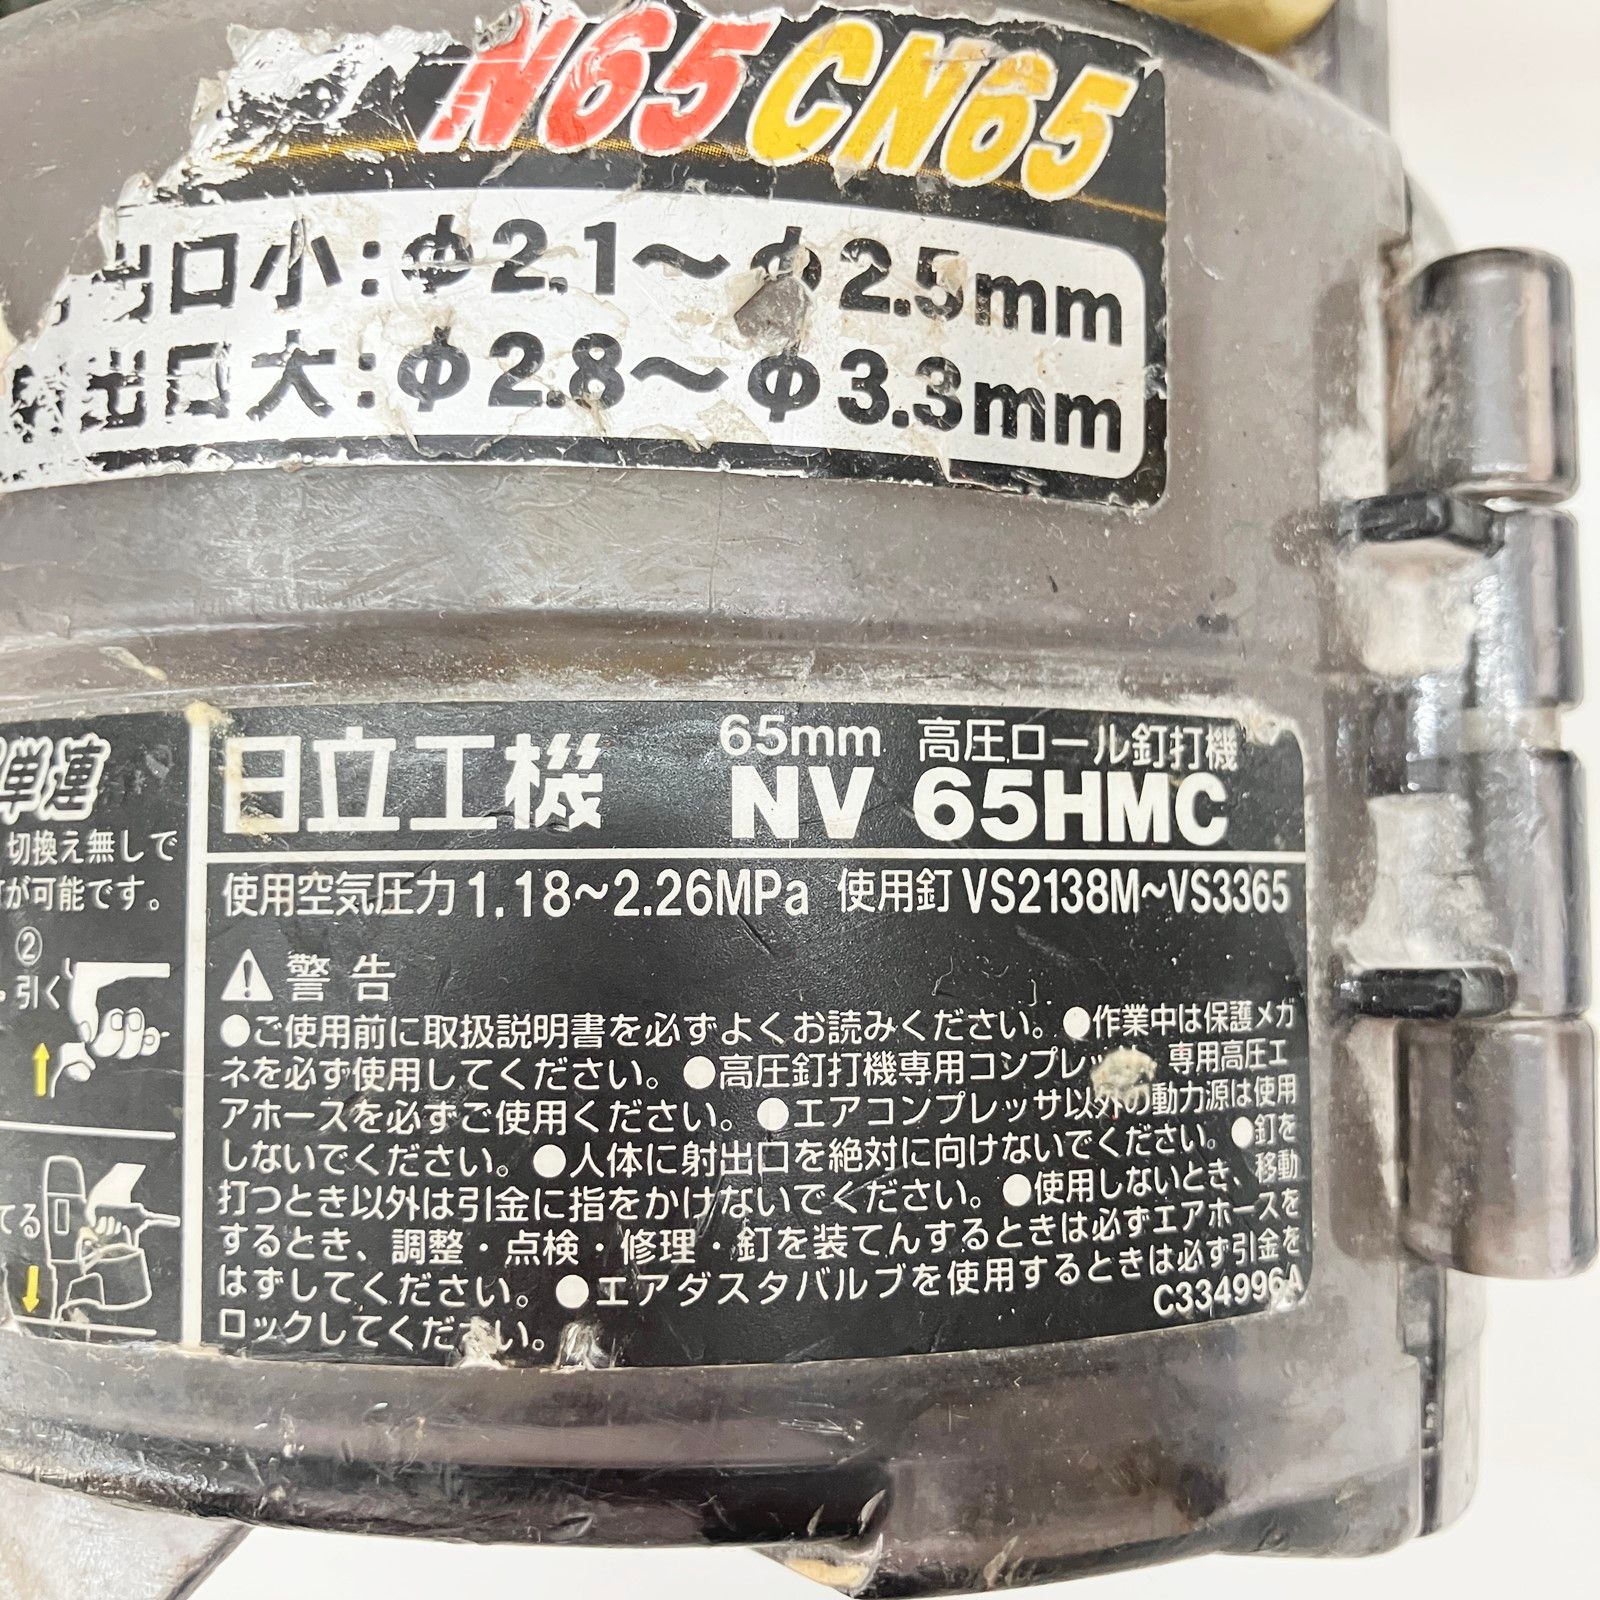 N65 CN65
出口小:φ2.1～φ2.5mm
射出口大:φ2.8～φ3.3mm
単連
切換え無しで
が可能です。
②
・引く
てる
日立工機
65mm 高圧ロール釘打機
NV 65HMC
使用空気圧力1.18~2.26MPa 使用釘VS2138M~VS3365
⚠警告
●ご使用前に取扱説明書を必ずよくお読みください。●作業中は保護メガ
ネを必ず使用してください。●高圧釘打機専用コンプレッ 専用高圧エ
アホースを必ずご使用ください。●エアコンプレッサ以外の動力源は使用
しないでください。●人体に射出口を絶対に向けないでください。●釘を
打つとき以外は引金に指をかけないでください。●使用しないとき、移動
するとき、調整・点検・修理・釘を装てんするときは必ずエアホースを
はずしてください。●エアダスタバルブを使用するときは必ず引金を
ロックしてください。
C334996A